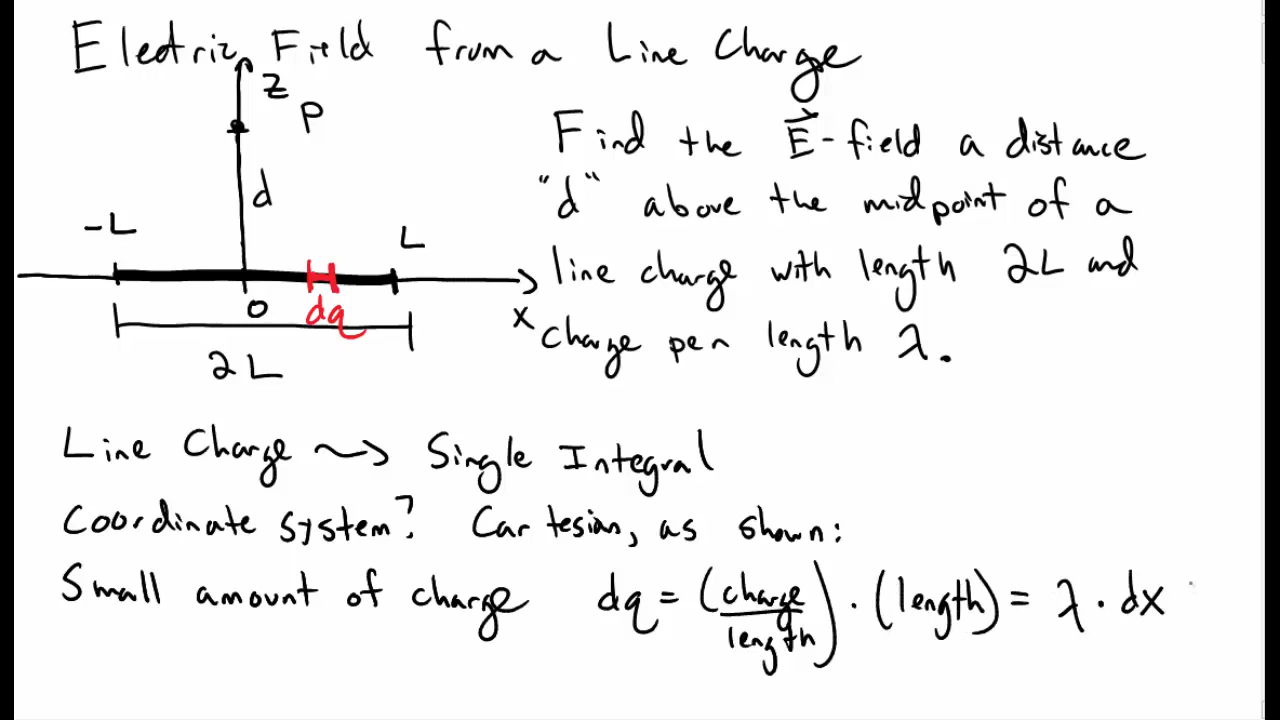 Electric Field from a Line Charge
z
P
d
-L
L
0
dq
x
2L
Find the E⃗-field a distance
"d" above the midpoint of a
line charge with length 2L and
charge per length λ.
Line Charge ⇝ Single Integral
Coordinate system? Cartesian, as shown:
Small amount of charge dq = (charge/length) · (length) = λ · dx